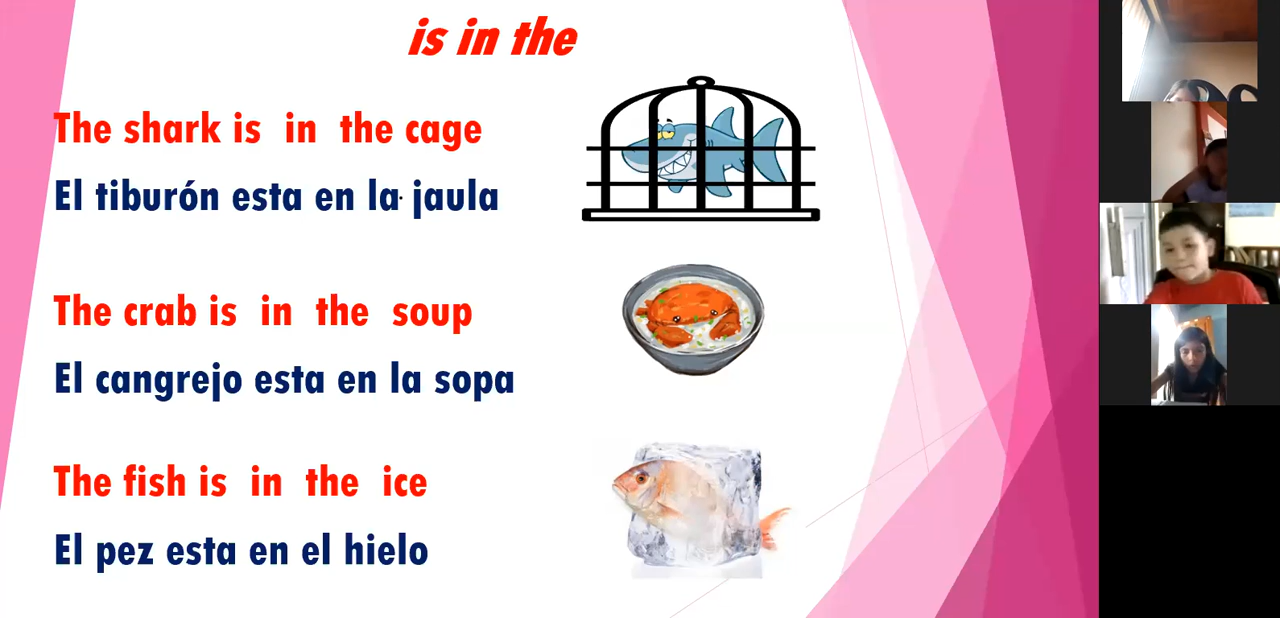 is in the
The shark is in the cage
El tiburón esta en la jaula
The crab is in the soup
El cangrejo esta en la sopa
The fish is in the ice
El pez esta en el hielo